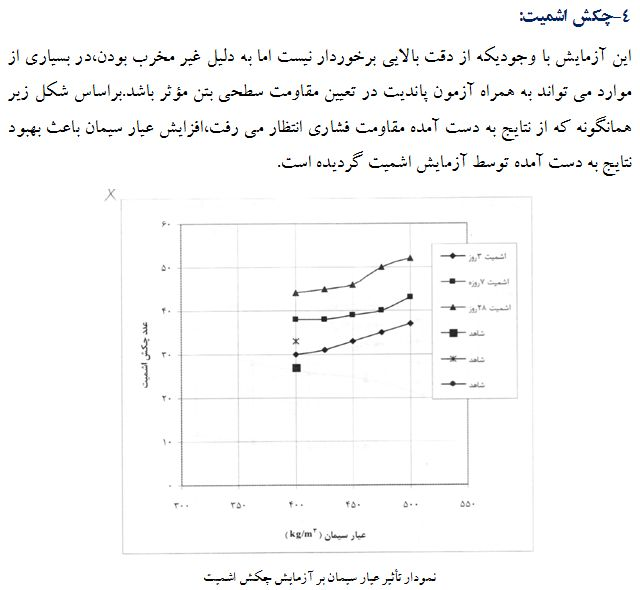 ٤-چکش اشمیت:
این آزمایش با وجودیکه از دقت بالایی برخوردار نیست اما به دلیل غیر مخرب بودن،در بسیاری از
موارد می تواند به همراه آزمون پاندیت در تعیین مقاومت سطحی بتن مؤثر باشد.براساس شکل زیر
همانگونه که از نتایج به دست آمده مقاومت فشاری انتظار می رفت،افزایش عیار سیمان باعث بهبود
نتایج به دست آمده توسط آزمایش اشمیت گردیده است.
X
عدد چکش اشمیت
۶۰
۵۰
۴۰
۳۰
۲۰
۱۰
۰
۳۰۰ ۳۵۰ ۴۰۰ ۴۵۰ ۵۰۰ ۵۵۰
عیار سیمان (kg/m³)
اشمیت ۳روز
اشمیت ۷روزه
اشمیت ۲۸روز
شاهد
شاهد
شاهد
نمودار تأثیر عیار سیمان بر آزمایش چکش اشمیت